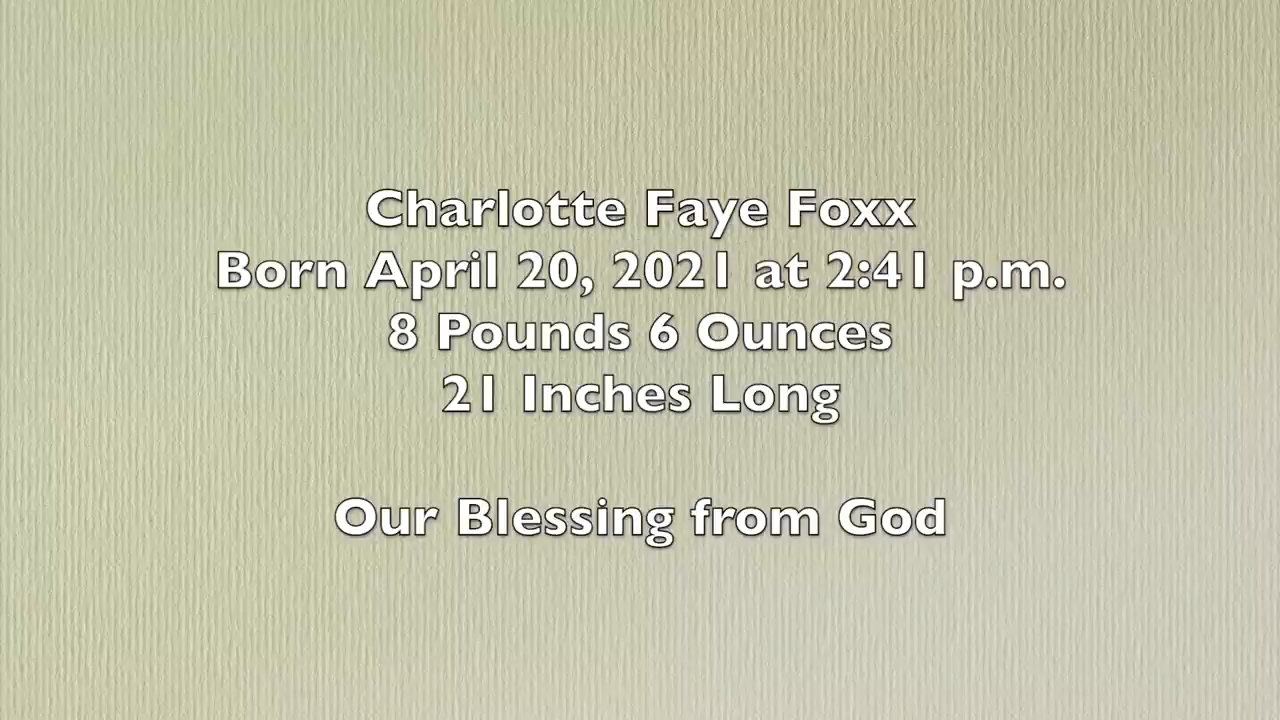 Charlotte Faye Foxx
Born April 20, 2021 at 2:41 p.m.
8 Pounds 6 Ounces
21 Inches Long
Our Blessing from God